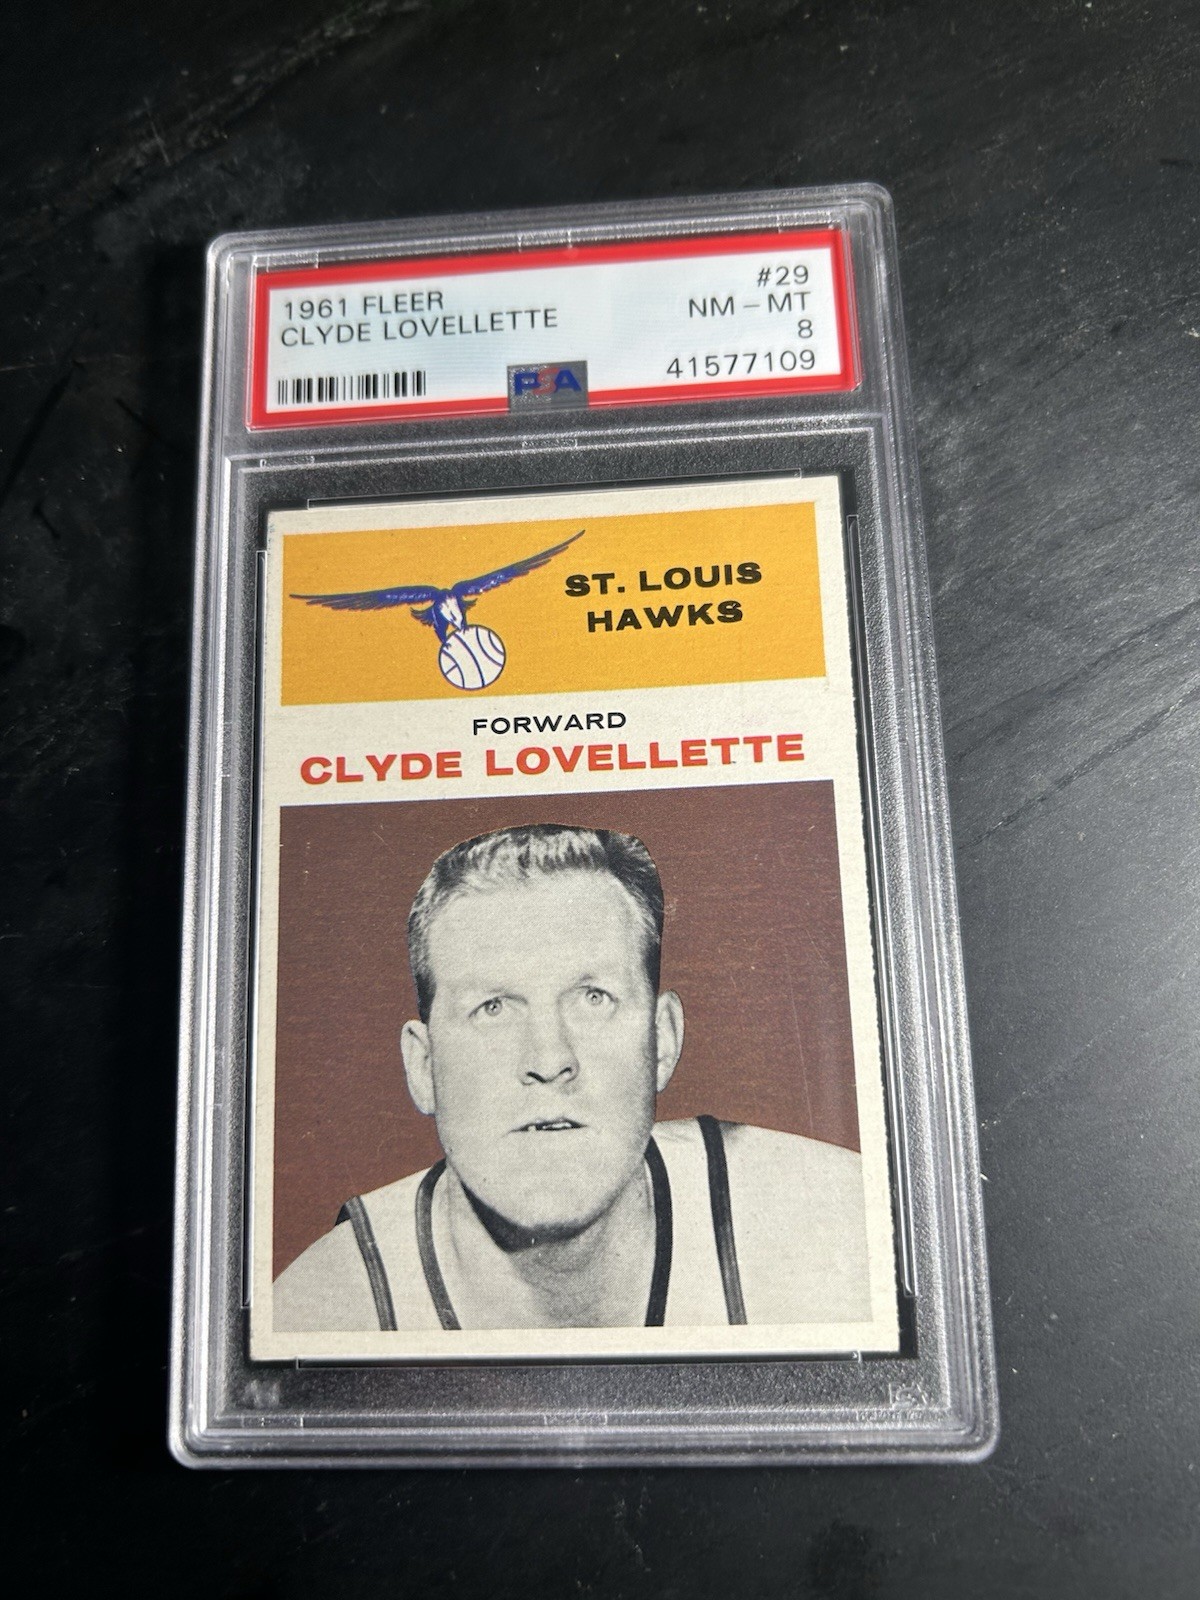 1961 FLEER
CLYDE LOVELLETTE
#29
NM - MT
8
41577109
PSA
ST. LOUIS
HAWKS
FORWARD
CLYDE LOVELLETTE